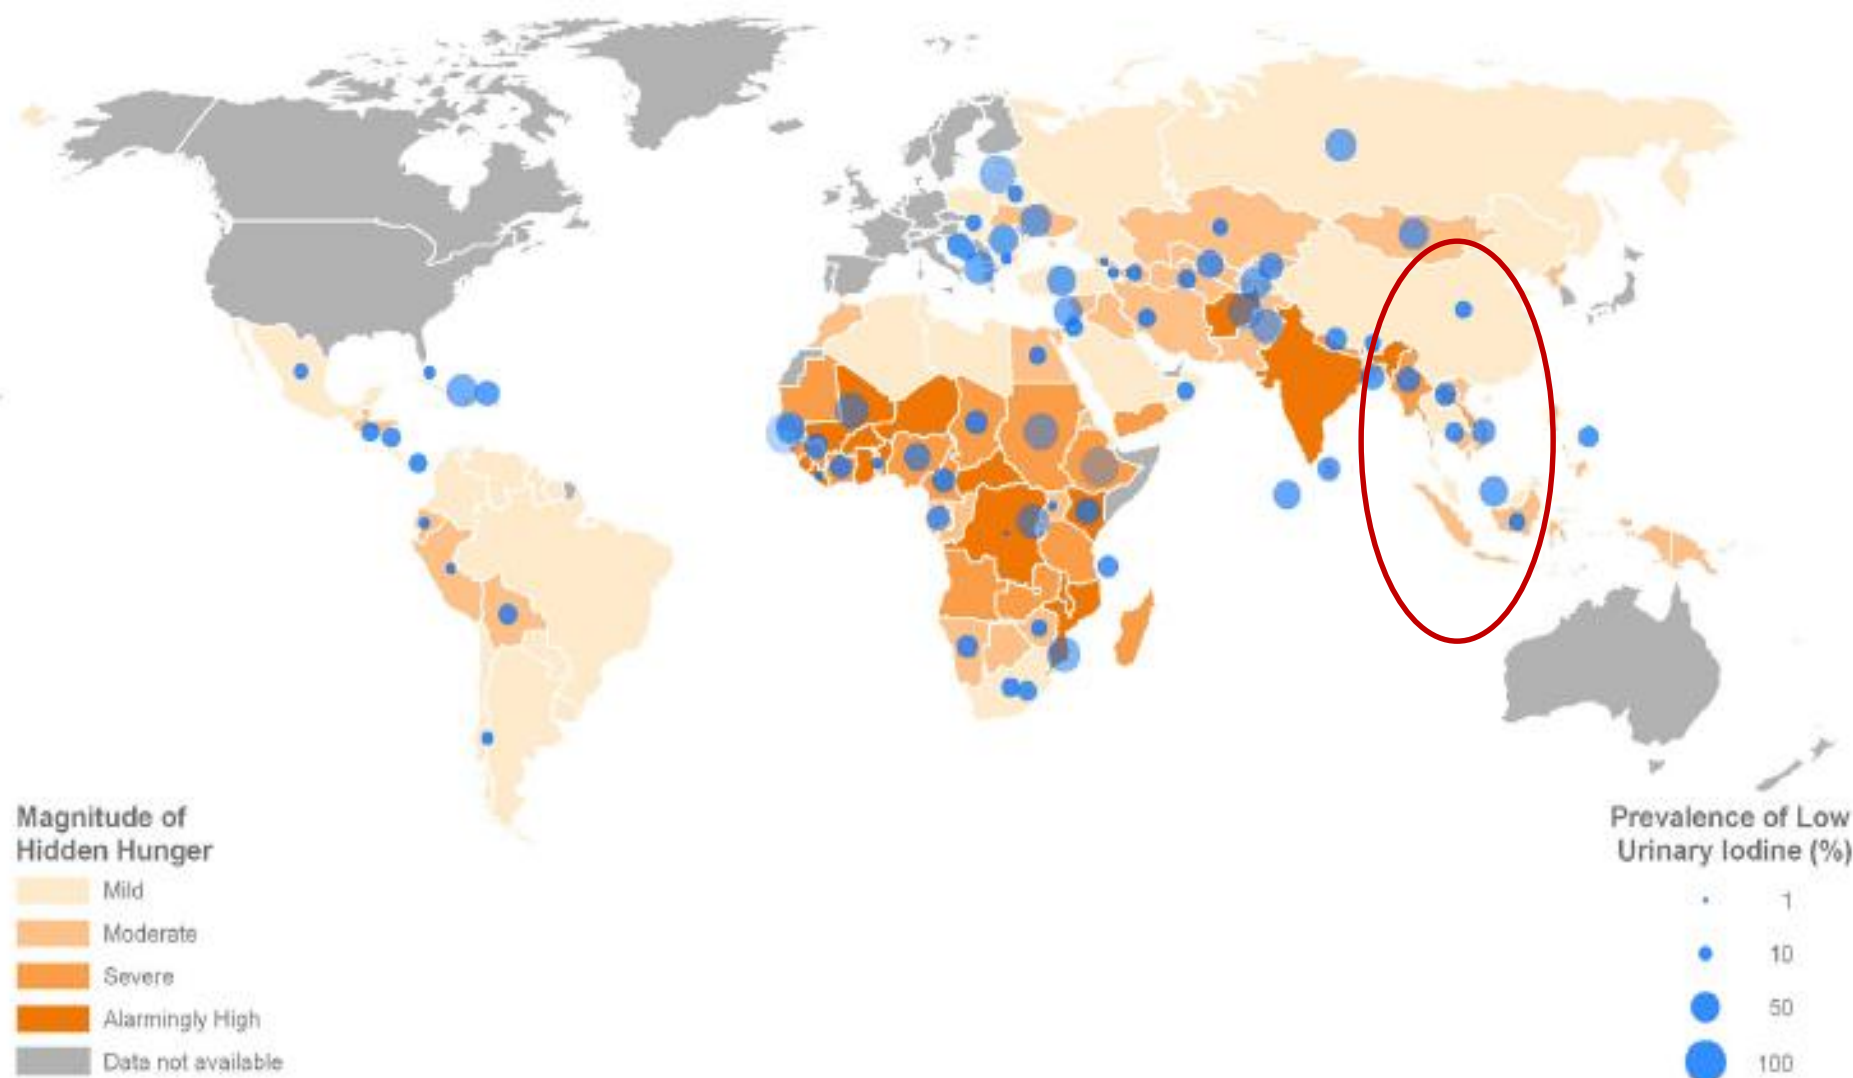 Magnitude of
Hidden Hunger
Mild
Moderate
Severe
Alarmingly High
Data not available
Prevalence of Low
Urinary Iodine (%)
1
10
50
100